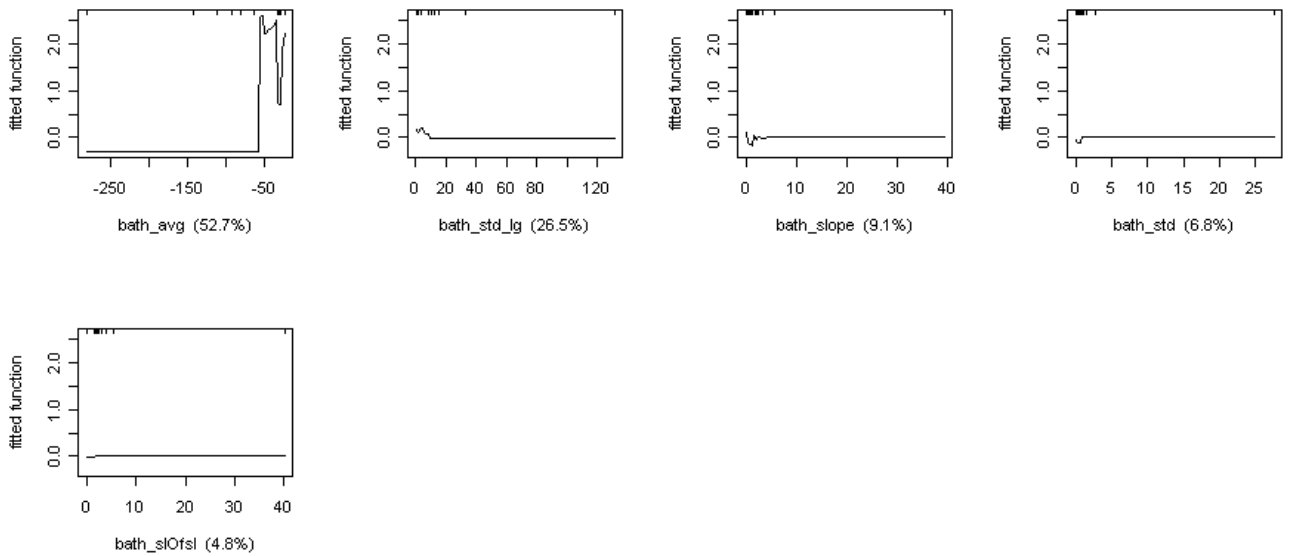 fitted function
2.0
1.0
0.0
-250 -150 -50
bath_avg (52.7%)
fitted function
2.0
1.0
0.0
0 20 40 60 80 120
bath_std_lg (26.5%)
fitted function
2.0
1.0
0.0
0 10 20 30 40
bath_slope (9.1%)
fitted function
2.0
1.0
0.0
0 5 10 15 20 25
bath_std (6.8%)
fitted function
2.0
1.0
0.0
0 10 20 30 40
bath_slOfsl (4.8%)